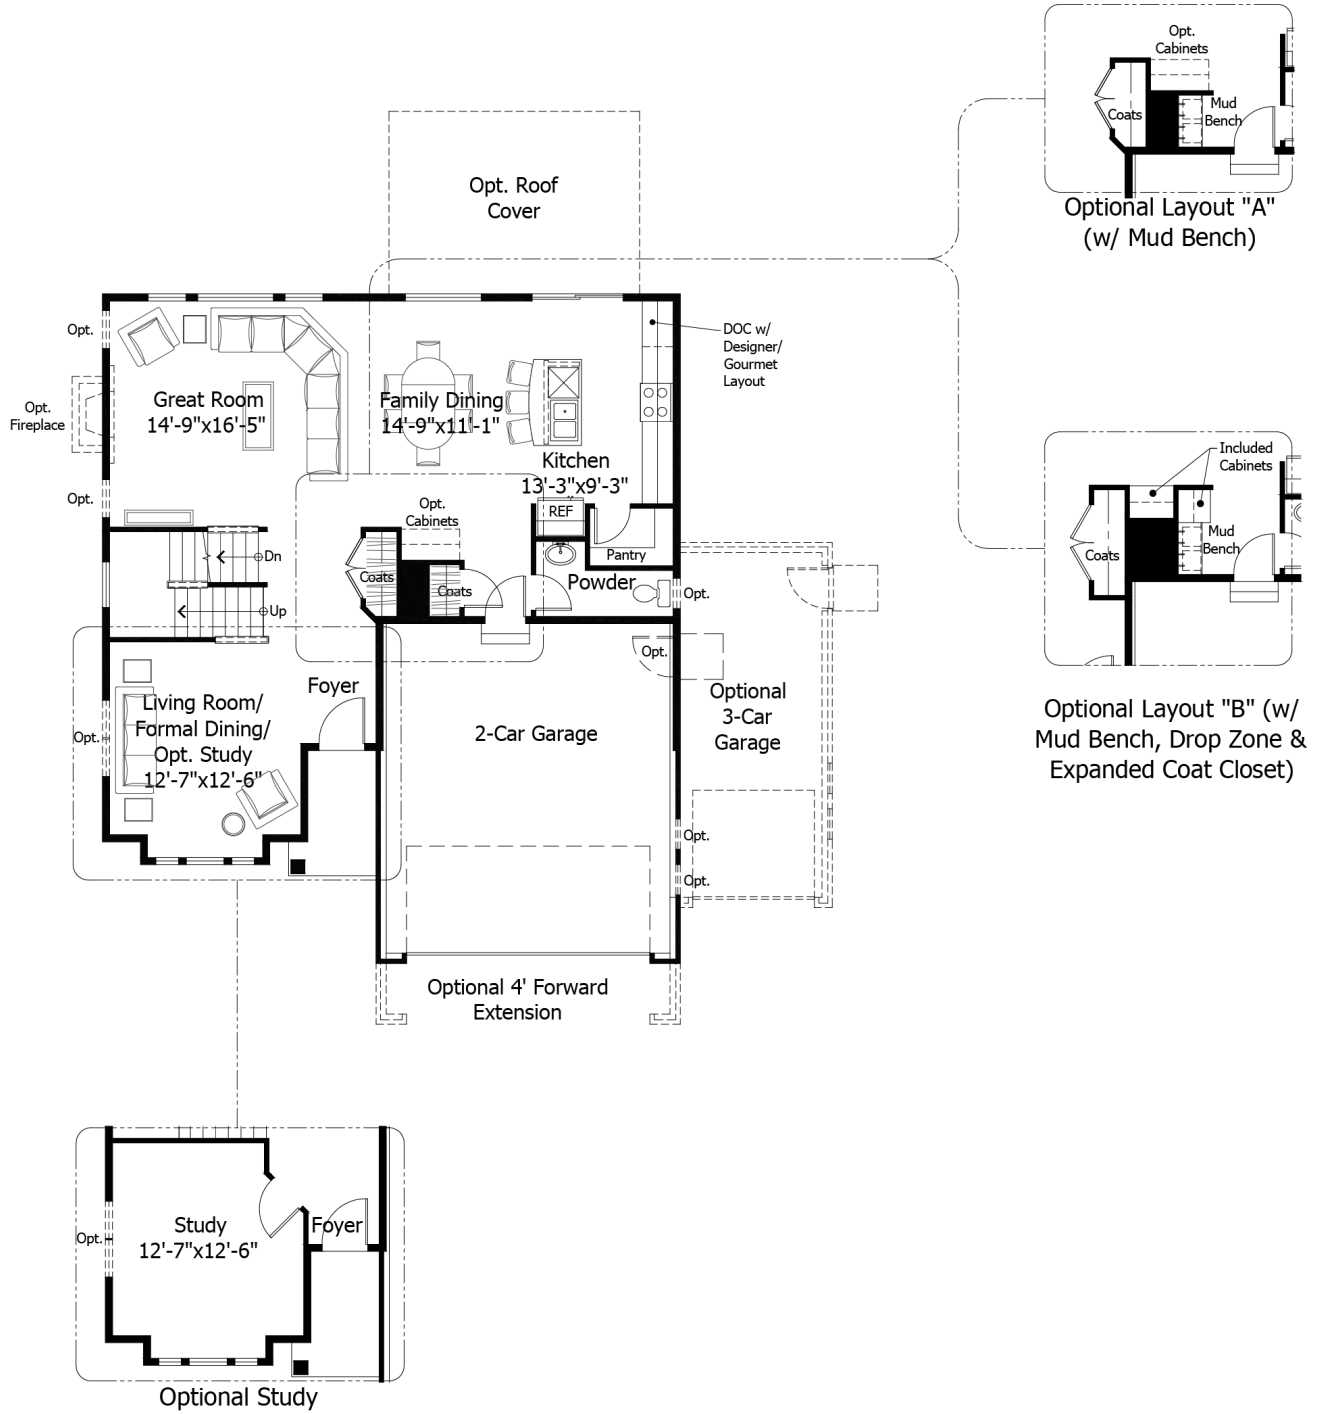 Opt.
Cabinets
Coats
Mud
Bench
Optional Layout "A"
(w/ Mud Bench)
Opt. Roof
Cover
Opt.
DOC w/
Designer/
Gourmet
Layout
Great Room
14'-9"x16'-5"
Family Dining
14'-9"x11'-1"
Opt.
Fireplace
Kitchen
13'-3"x9'-3"
Opt.
Opt.
Cabinets
REF
Pantry
Dn
Coats
Coats
Powder
Opt.
Up
Included
Cabinets
Mud
Bench
Coats
Optional Layout "B" (w/
Mud Bench, Drop Zone &
Expanded Coat Closet)
Opt.
Foyer
Living Room/
Formal Dining/
Opt. Study
12'-7"x12'-6"
Opt.
2-Car Garage
Optional
3-Car
Garage
Opt.
Opt.
Optional 4' Forward
Extension
Study
12'-7"x12'-6"
Foyer
Opt.
Optional Study